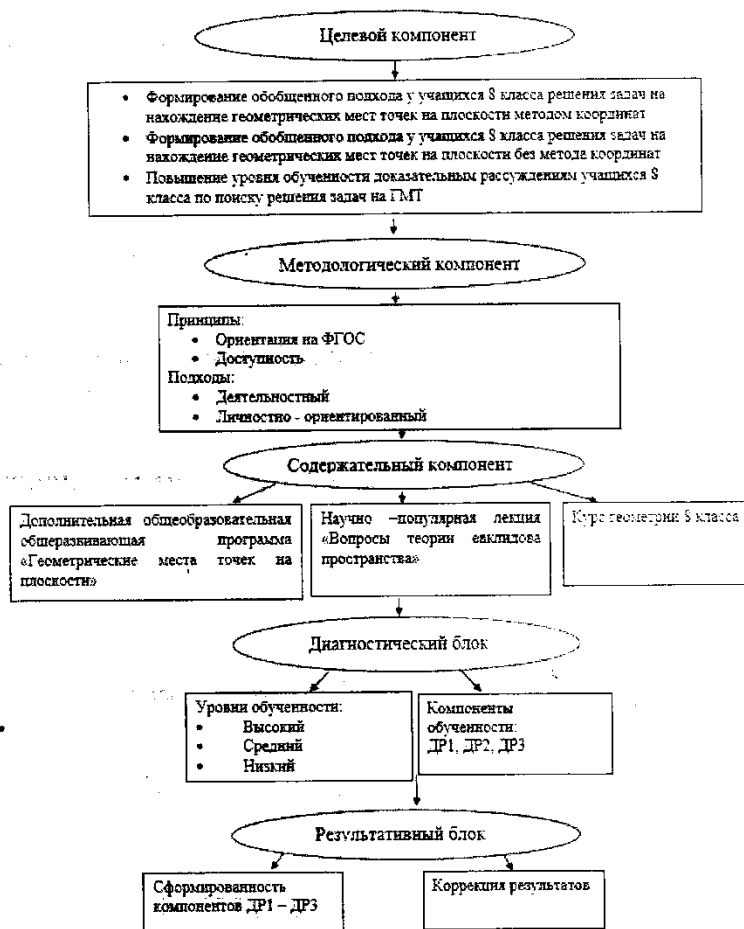 Целевой компонент
• Формирование обобщенного подхода у учащихся 8 класса решения задач на
нахождение геометрических мест точек на плоскости методом координат
• Формирование обобщенного подхода у учащихся 8 класса решения задач на
нахождение геометрических мест точек на плоскости без метода координат
• Повышение уровня обученности доказательным рассуждениям учащихся 8
класса по поиску решения задач на ГМТ
Методологический компонент
Принципы:
• Ориентация на ФГОС
• Доступность
Подходы:
• Деятельностный
• Личностно - ориентированный
Содержательный компонент
Дополнительная общеобразовательная
общеразвивающая программа
«Геометрические места точек на
плоскости»
Научно –популярная лекция
«Вопросы теории евклидова
пространства»
Курс геометрии 8 класса
Диагностический блок
Уровни обученности:
• Высокий
• Средний
• Низкий
Компоненты
обученности:
ДР1, ДР2, ДР3
Результативный блок
Сформированность
компонентов ДР1 – ДР3
Коррекция результатов